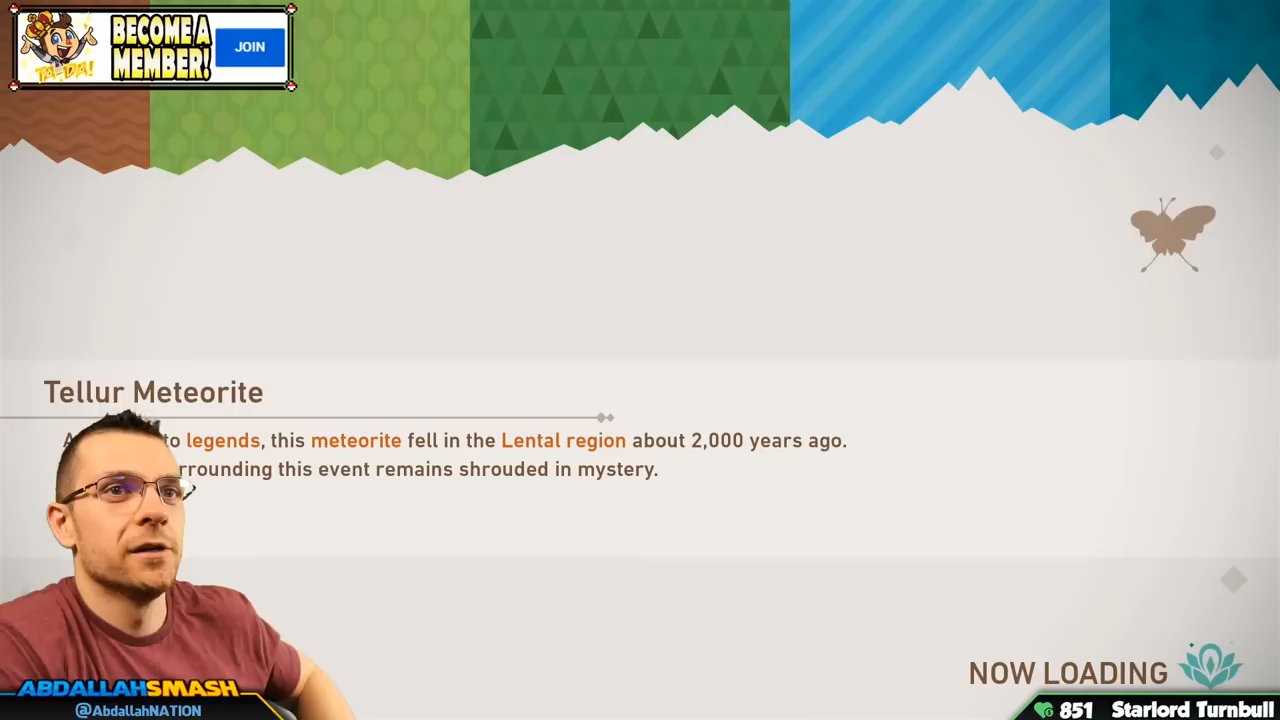 BECOME A
MEMBER!
JOIN
TA-DA!
Tellur Meteorite
to legends, this meteorite fell in the Lental region about 2,000 years ago.
this event remains shrouded in mystery.
NOW LOADING
ABDALLAHSMASH
@AbdallahNATION
851 Starlord Turnbull